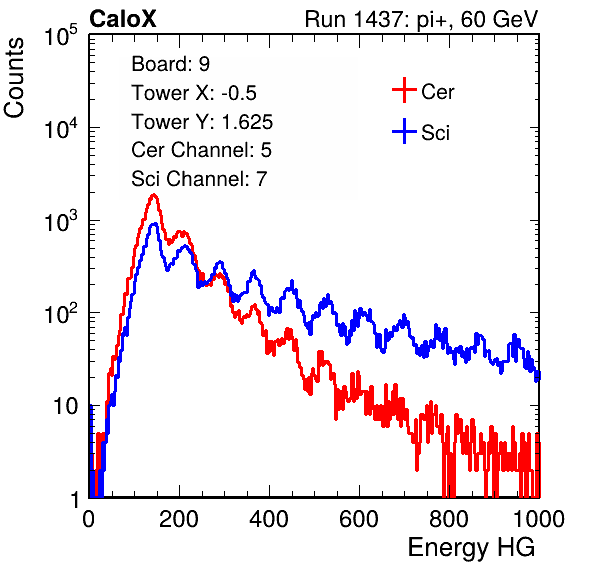 CaloX Run 1437: pi+, 60 GeV
Counts
Board: 9
Tower X: -0.5
Tower Y: 1.625
Cer Channel: 5
Sci Channel: 7
Cer
Sci
10^5
10^4
10^3
10^2
10
1
0 200 400 600 800 1000
Energy HG